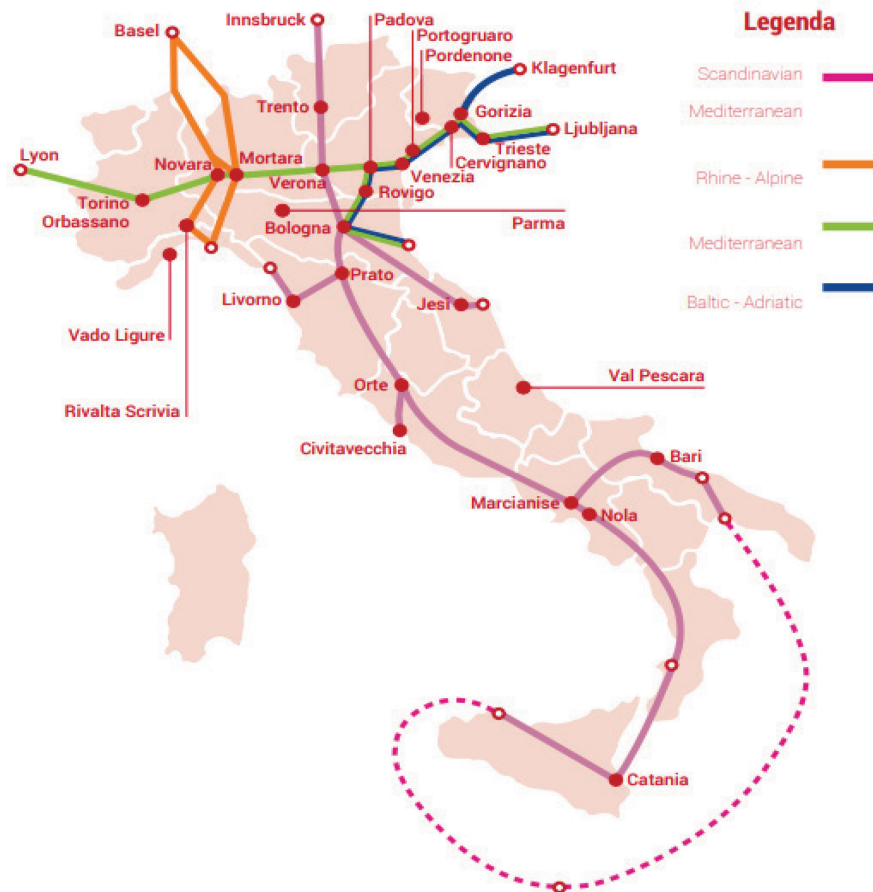 Innsbruck
Padova
Legenda
Basel
Portogruaro
Pordenone
Klagenfurt
Scandinavian
Mediterranean
Trento
Gorizia
Ljubljana
Lyon
Novara
Mortara
Trieste
Cervignano
Verona
Venezia
Rhine - Alpine
Torino
Orbassano
Rovigo
Bologna
Parma
Mediterranean
Prato
Livorno
Jesi
Baltic - Adriatic
Vado Ligure
Orte
Val Pescara
Rivalta Scrivia
Civitavecchia
Bari
Marcianise
Nola
Catania